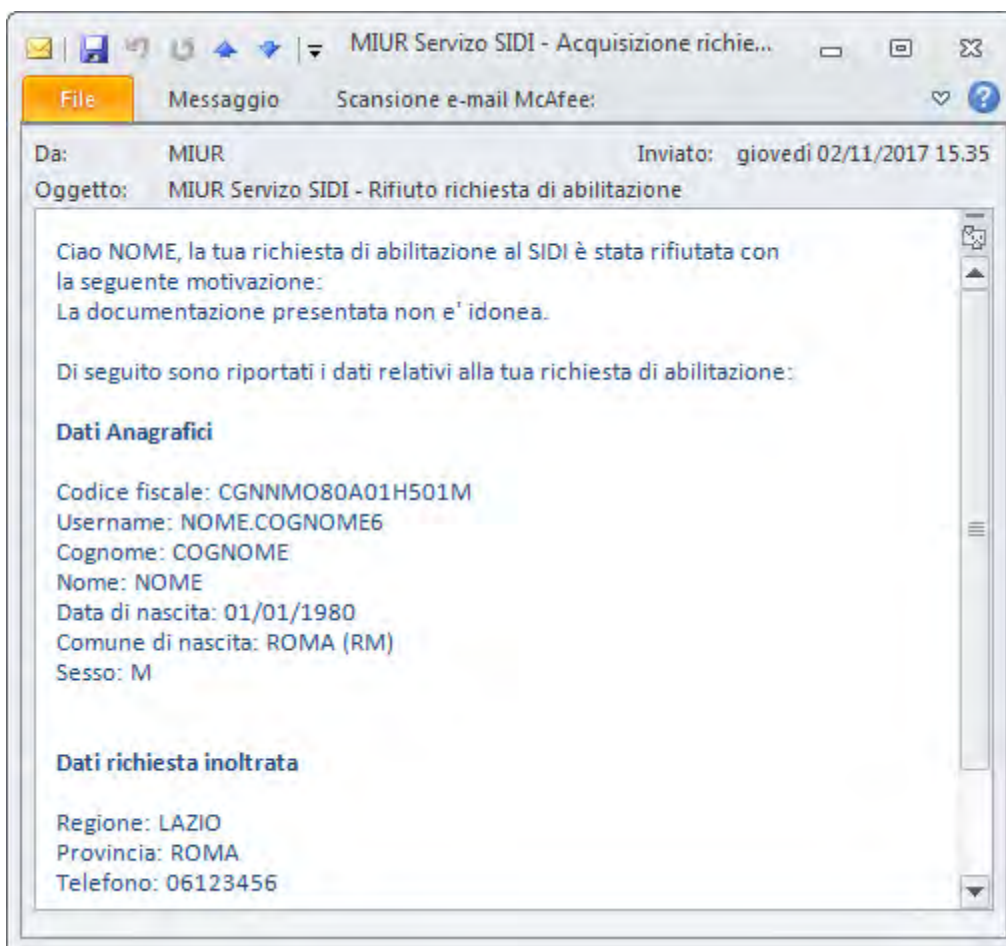 MIUR Servizo SIDI - Acquisizione richie...
File Messaggio Scansione e-mail McAfee:
Da: MIUR Inviato: giovedì 02/11/2017 15.35
Oggetto: MIUR Servizo SIDI - Rifiuto richiesta di abilitazione
Ciao NOME, la tua richiesta di abilitazione al SIDI è stata rifiutata con
la seguente motivazione:
La documentazione presentata non e' idonea.
Di seguito sono riportati i dati relativi alla tua richiesta di abilitazione:
Dati Anagrafici
Codice fiscale: CGNNMO80A01H501M
Username: NOME.COGNOME6
Cognome: COGNOME
Nome: NOME
Data di nascita: 01/01/1980
Comune di nascita: ROMA (RM)
Sesso: M
Dati richiesta inoltrata
Regione: LAZIO
Provincia: ROMA
Telefono: 06123456